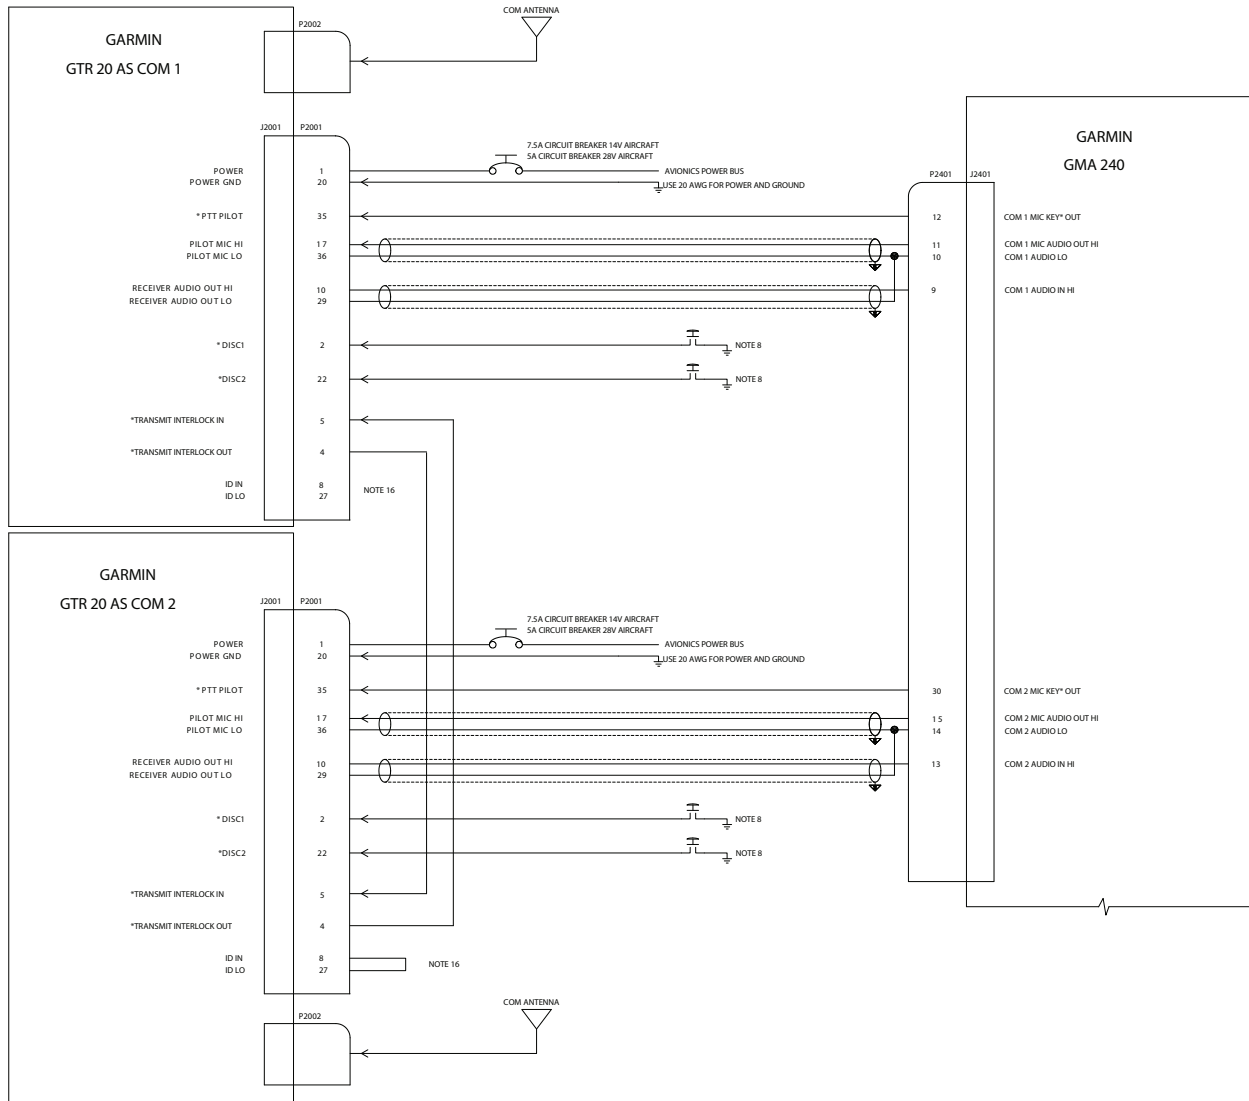 GARMIN
GTR 20 AS COM 1
P2002
COM ANTENNA
J2001 P2001
7.5A CIRCUIT BREAKER 14V AIRCRAFT
5A CIRCUIT BREAKER 28V AIRCRAFT
POWER 1 AVIONICS POWER BUS
POWER GND 20 USE 20 AWG FOR POWER AND GROUND
* PTT PILOT 35
PILOT MIC HI 17
PILOT MIC LO 36
RECEIVER AUDIO OUT HI 10
RECEIVER AUDIO OUT LO 29
* DISC1 2 NOTE 8
*DISC2 22 NOTE 8
*TRANSMIT INTERLOCK IN 5
*TRANSMIT INTERLOCK OUT 4
ID IN 8
ID LO 27
NOTE 16
GARMIN
GMA 240
P2401 J2401
12 COM 1 MIC KEY* OUT
11 COM 1 MIC AUDIO OUT HI
10 COM 1 AUDIO LO
9 COM 1 AUDIO IN HI
GARMIN
GTR 20 AS COM 2
J2001 P2001
7.5A CIRCUIT BREAKER 14V AIRCRAFT
5A CIRCUIT BREAKER 28V AIRCRAFT
POWER 1 AVIONICS POWER BUS
POWER GND 20 USE 20 AWG FOR POWER AND GROUND
* PTT PILOT 35
PILOT MIC HI 17
PILOT MIC LO 36
RECEIVER AUDIO OUT HI 10
RECEIVER AUDIO OUT LO 29
* DISC1 2 NOTE 8
*DISC2 22 NOTE 8
*TRANSMIT INTERLOCK IN 5
*TRANSMIT INTERLOCK OUT 4
ID IN 8
ID LO 27
NOTE 16
30 COM 2 MIC KEY* OUT
15 COM 2 MIC AUDIO OUT HI
14 COM 2 AUDIO LO
13 COM 2 AUDIO IN HI
P2002
COM ANTENNA